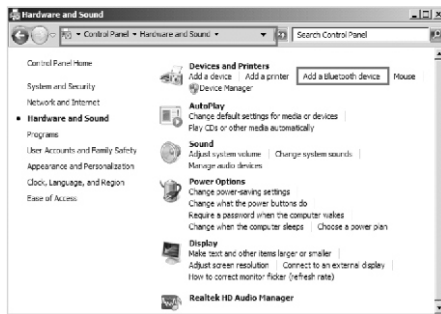 Hardware and Sound
Control Panel Hardware and Sound Search Control Panel
Control Panel Home
System and Security
Network and Internet
Hardware and Sound
Programs
User Accounts and Family Safety
Appearance and Personalization
Clock, Language, and Region
Ease of Access
Devices and Printers
Add a device Add a printer Add a Bluetooth device Mouse
Device Manager
AutoPlay
Change default settings for media or devices
Play CDs or other media automatically
Sound
Adjust system volume Change system sounds
Manage audio devices
Power Options
Change power-saving settings
Change what the power buttons do
Require a password when the computer wakes
Change when the computer sleeps Choose a power plan
Display
Make text and other items larger or smaller
Adjust screen resolution Connect to an external display
How to correct monitor flicker (refresh rate)
Realtek HD Audio Manager